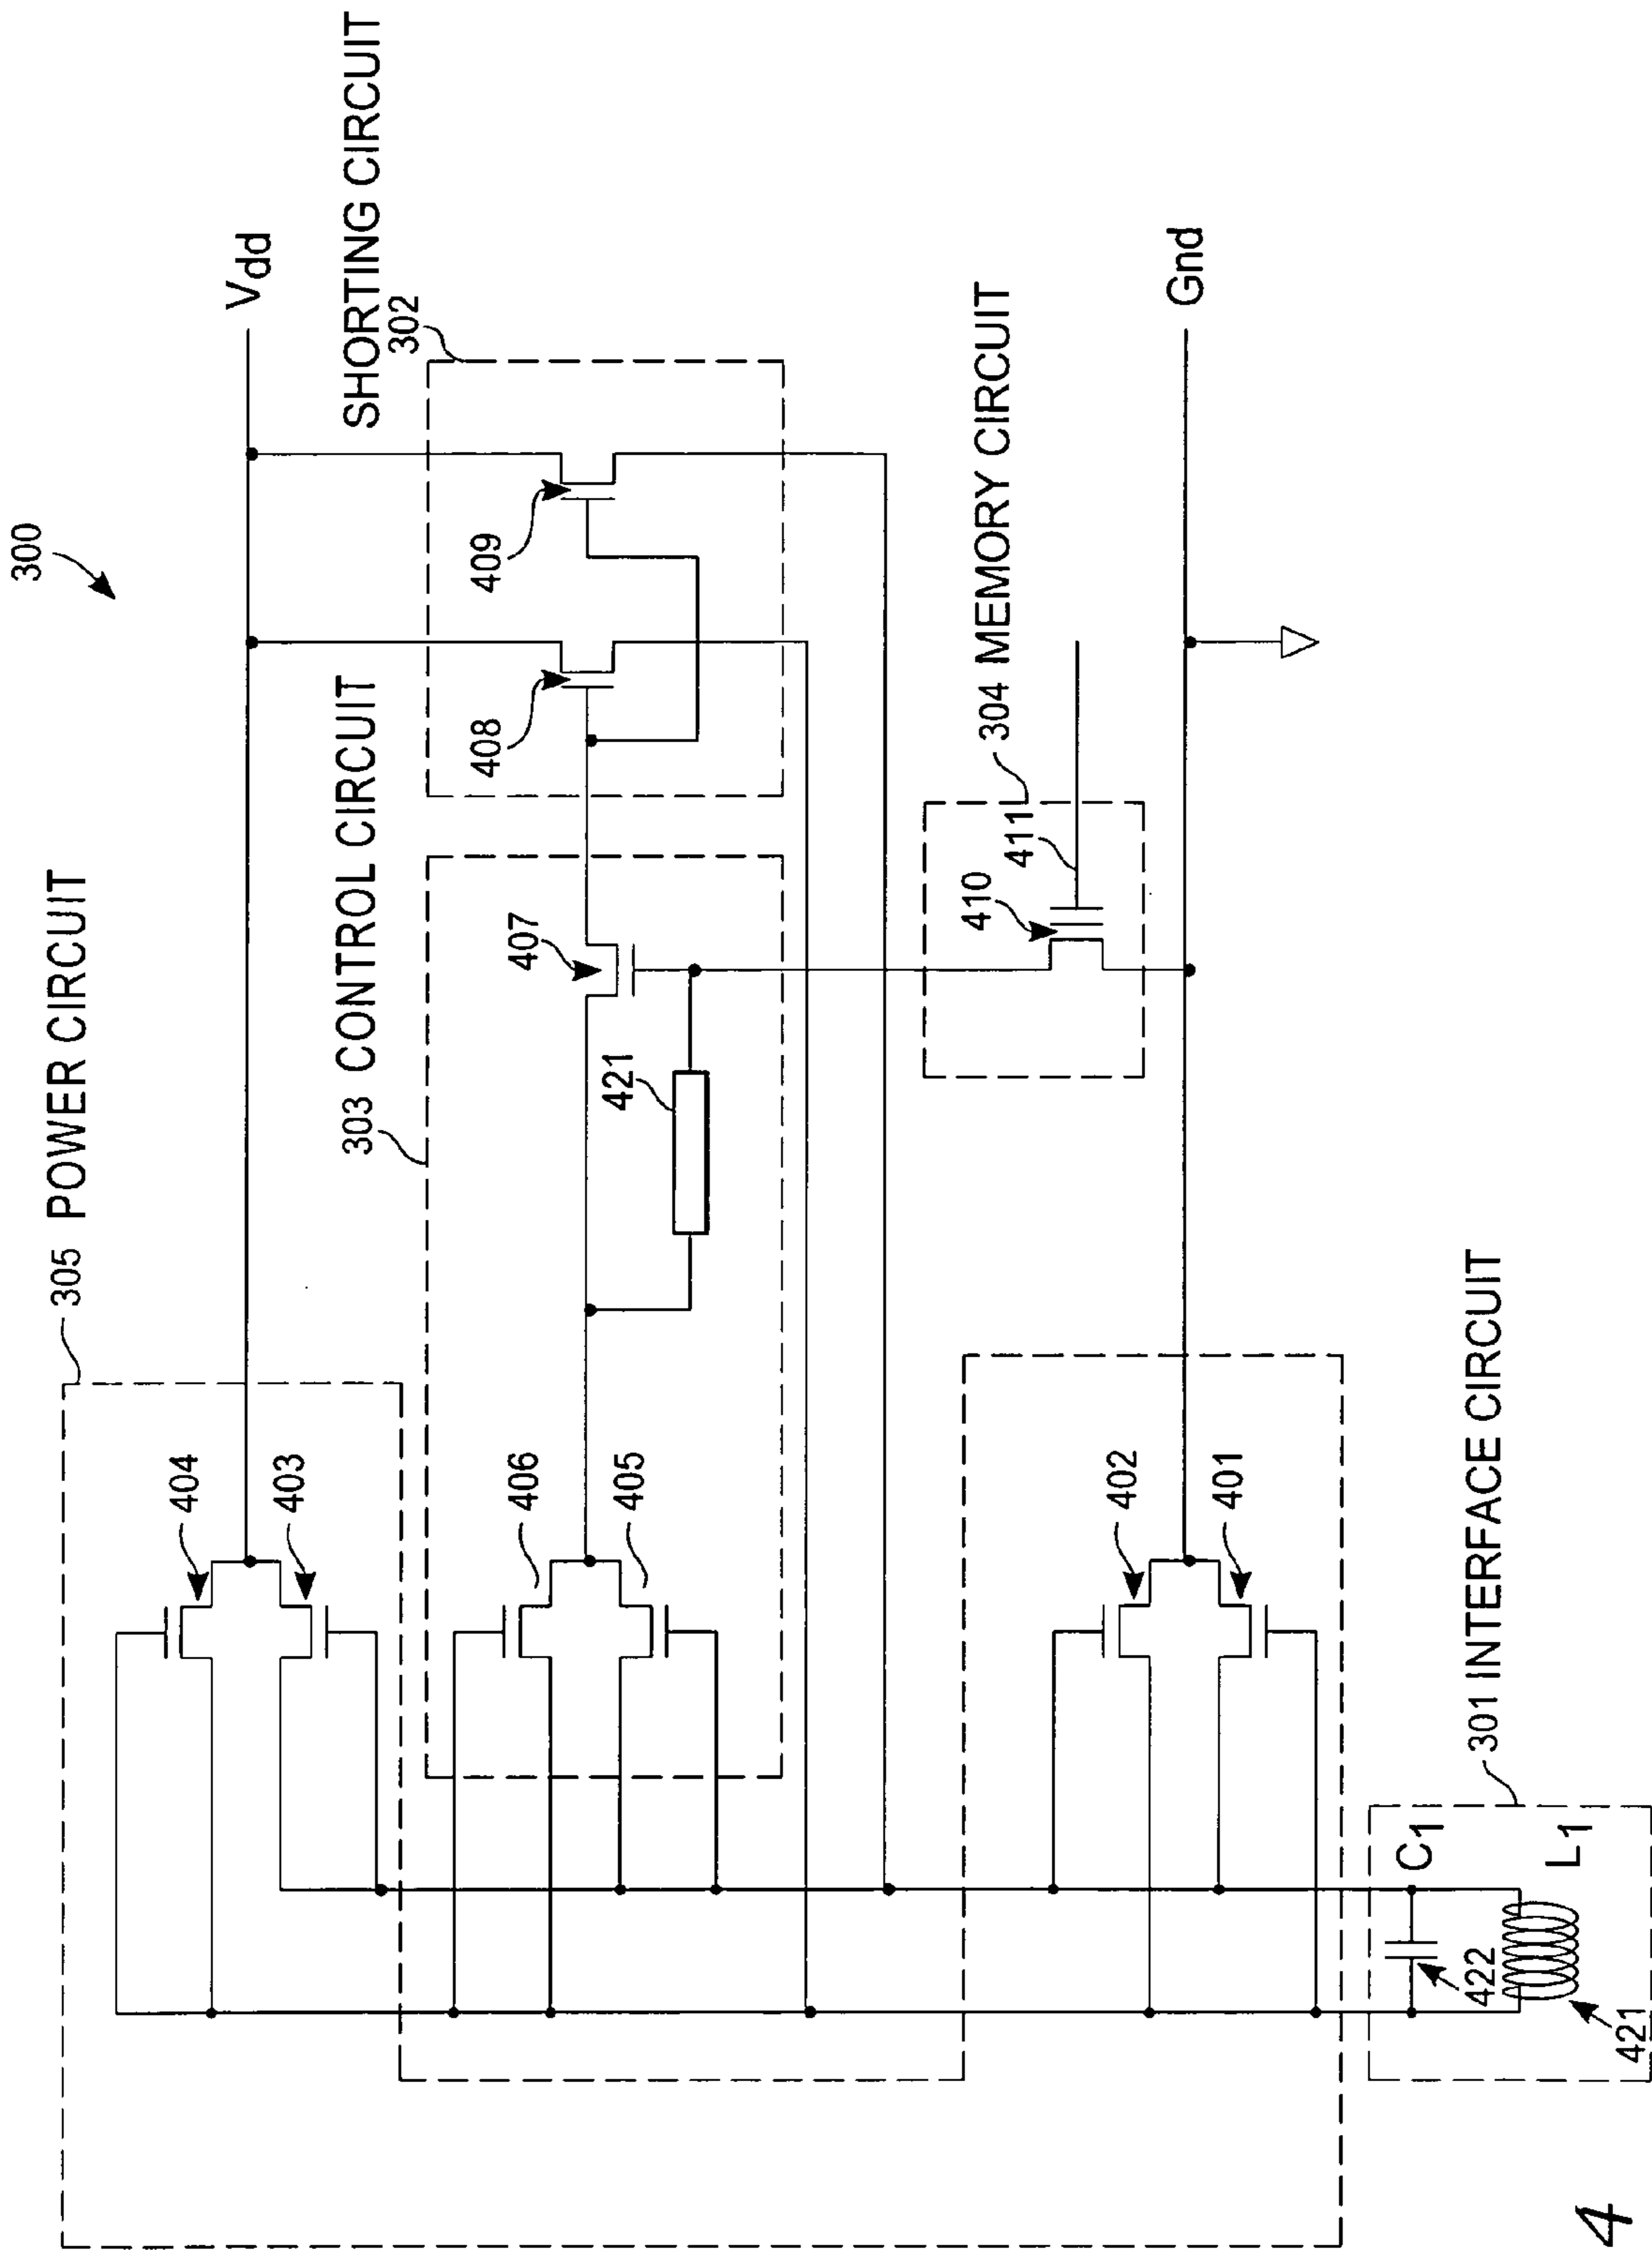 300
305 POWER CIRCUIT
Vdd
404
403
SHORTING CIRCUIT
302
303 CONTROL CIRCUIT
409
408
407
406
405
421
304 MEMORY CIRCUIT
410
411
Gnd
402
401
301 INTERFACE CIRCUIT
C1
422
L1
421
4